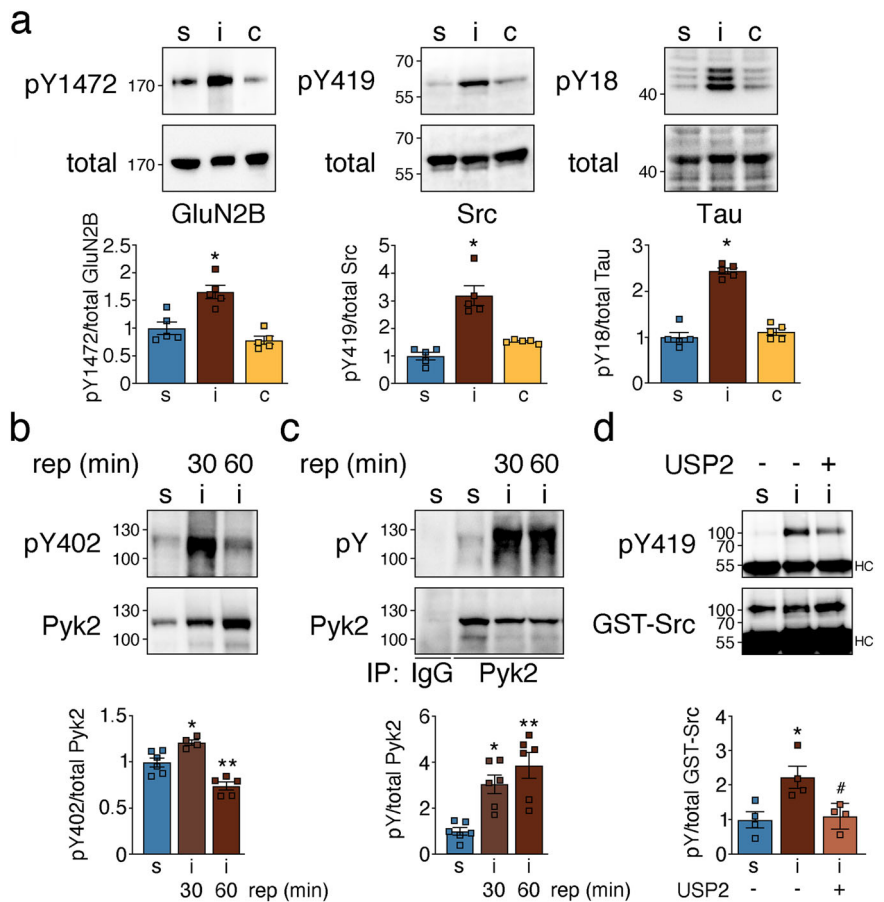 a
s i c
s i c
s i c
pY1472
170
pY419
70
55
pY18
40
total
170
total
70
55
total
40
GluN2B
Src
Tau
pY1472/total GluN2B
2.5
2
1.5
1
0.5
0
*
s i c
pY419/total Src
5
4
3
2
1
0
*
s i c
pY18/total Tau
3
2
1
0
*
s i c
b
rep (min) 30 60
s i i
pY402
130
100
Pyk2
130
100
pY402/total Pyk2
1.5
1
0.5
0
*
**
s i i
30 60 rep (min)
c
rep (min) 30 60
s s i i
pY
130
100
Pyk2
130
100
IP: IgG Pyk2
pY/total Pyk2
6
4
2
0
*
**
s i i
30 60 rep (min)
d
USP2 - - +
s i i
pY419
100
70
55
HC
GST-Src
100
70
55
HC
pY/total GST-Src
4
3
2
1
0
*
#
s i i
USP2 - - +